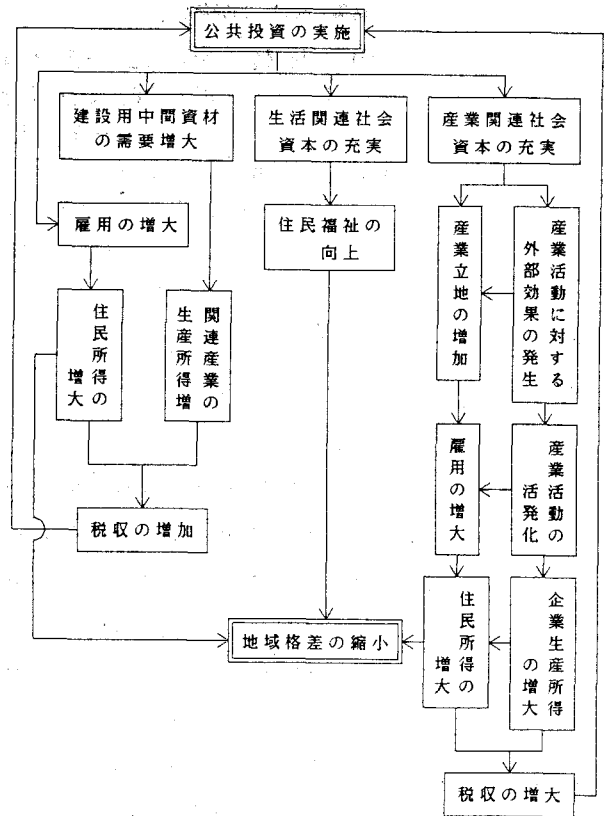 公共投資の実施
建設用中間資材
の需要増大
生活関連社会
資本の充実
産業関連社会
資本の充実
雇用の増大
住民福祉の
向上
産業立地の増加
産業活動に対する
外部効果の発生
住民所得の
増大
関連産業の
生産所得増
雇用の増大
産業活動の
活発化
税収の増加
地域格差の縮小
住民所得の
増大
企業生産所得
の増大
税収の増大